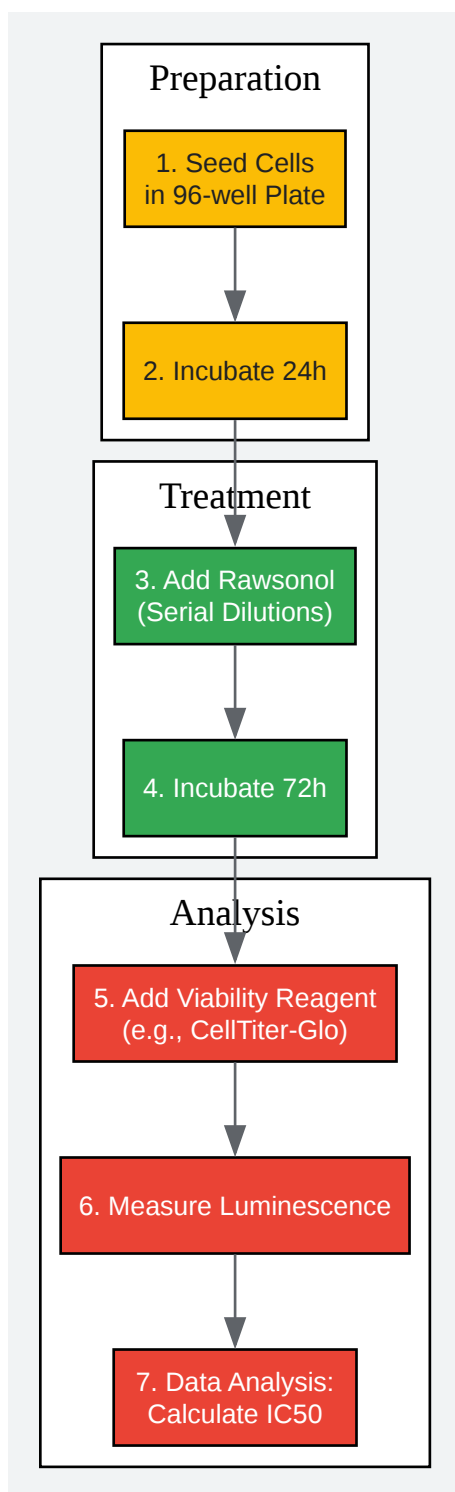 Preparation
1. Seed Cells
in 96-well Plate
2. Incubate 24h
Treatment
3. Add Rawsonol
(Serial Dilutions)
4. Incubate 72h
Analysis
5. Add Viability Reagent
(e.g., CellTiter-Glo)
6. Measure Luminescence
7. Data Analysis:
Calculate IC50